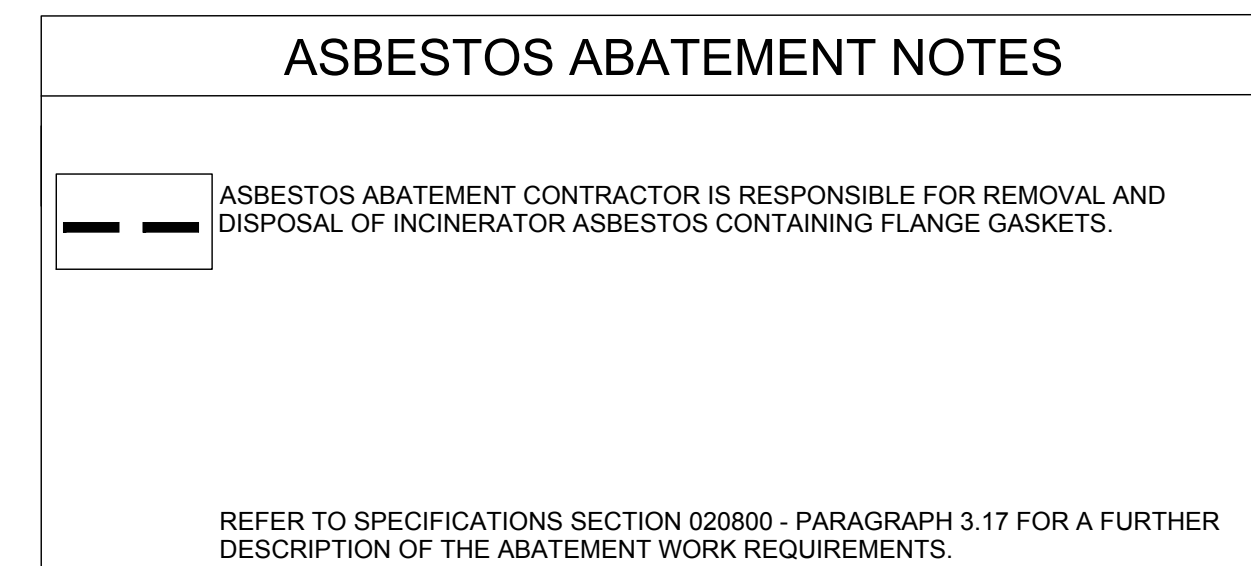 ASBESTOS ABATEMENT NOTES
ASBESTOS ABATEMENT CONTRACTOR IS RESPONSIBLE FOR REMOVAL AND
DISPOSAL OF INCINERATOR ASBESTOS CONTAINING FLANGE GASKETS.
REFER TO SPECIFICATIONS SECTION 020800 - PARAGRAPH 3.17 FOR A FURTHER
DESCRIPTION OF THE ABATEMENT WORK REQUIREMENTS.